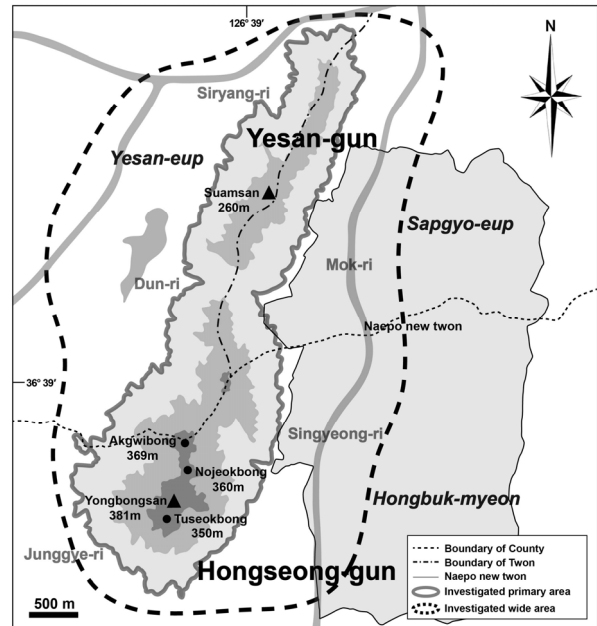 126° 39'
N
Siryang-ri
Yesan-gun
Yesan-eup
Suamsan
260m
Sapgyo-eup
Mok-ri
Dun-ri
Naepo new twon
36° 39'
Akgwibong
369m
Singyeong-ri
Nojeokbong
360m
Yongbongsan
381m
Hongbuk-myeon
Tuseokbong
350m
Junggye-ri
Hongseong-gun
500 m
Boundary of County
Boundary of Twon
Naepo new twon
Investigated primary area
Investigated wide area